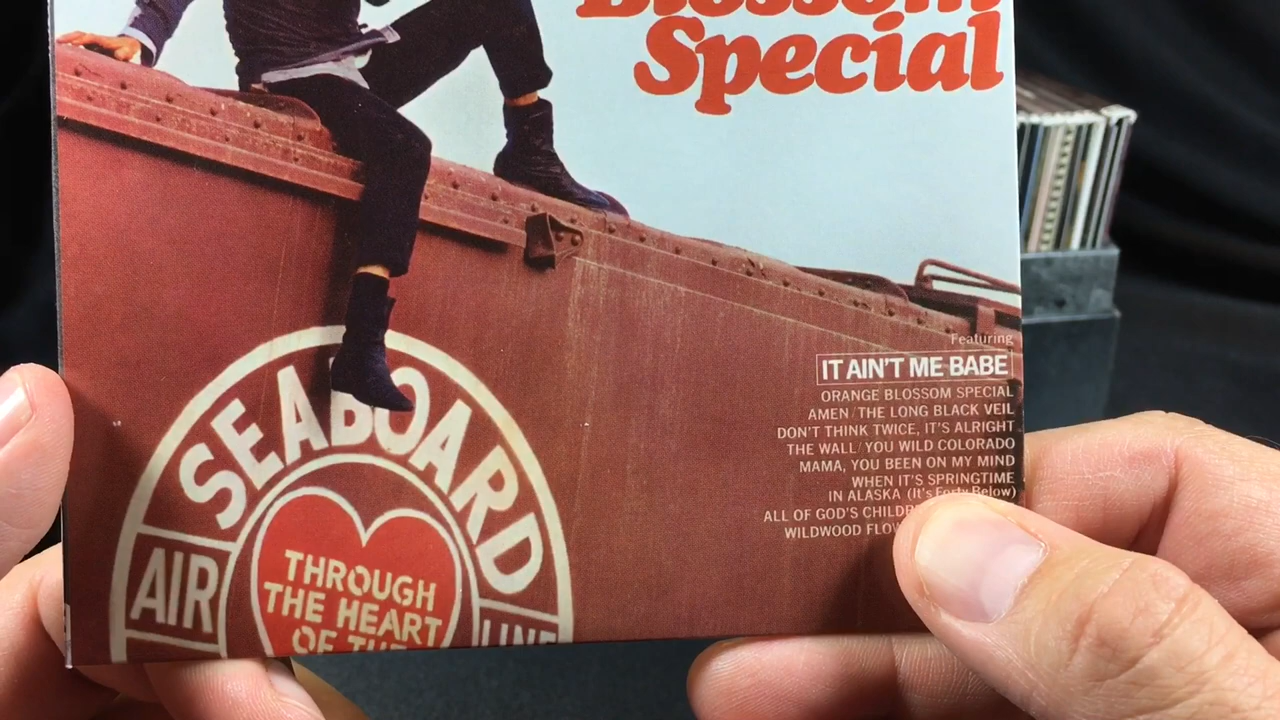 Blossom
Special
Featuring
IT AIN'T ME BABE
ORANGE BLOSSOM SPECIAL
AMEN/THE LONG BLACK VEIL
DON'T THINK TWICE, IT'S ALRIGHT
THE WALL/YOU WILD COLORADO
MAMA, YOU BEEN ON MY MIND
WHEN IT'S SPRINGTIME
IN ALASKA (It's Forty Below)
ALL OF GOD'S
WILDWOOD
SEABOARD
AIR LINE
THROUGH
THE HEART
OF THE